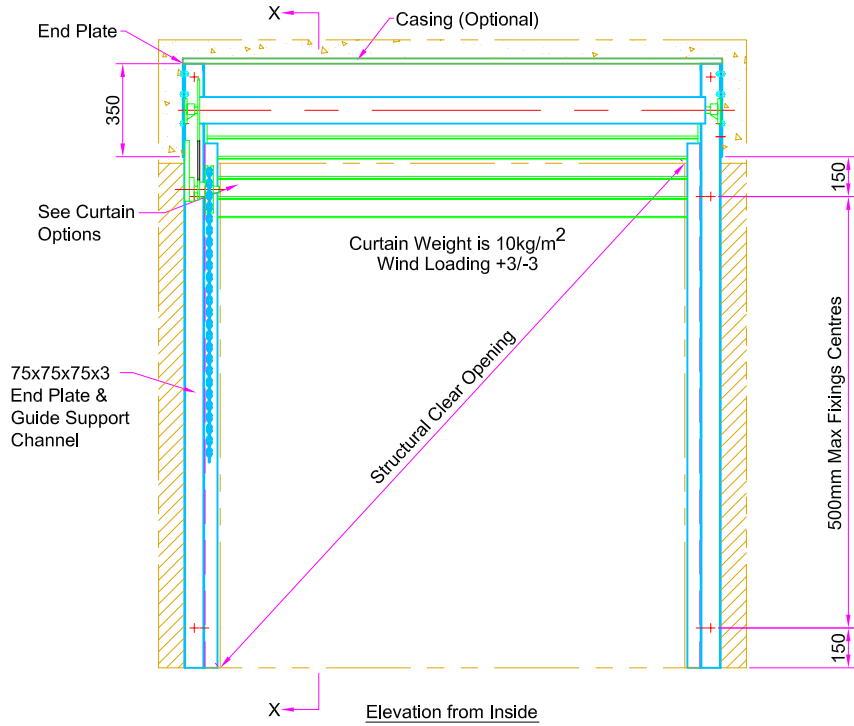 X
Casing (Optional)
End Plate
350
150
See Curtain
Options
Curtain Weight is 10kg/m²
Wind Loading +3/-3
Structural Clear Opening
75x75x75x3
End Plate &
Guide Support
Channel
500mm Max Fixings Centres
150
X
Elevation from Inside